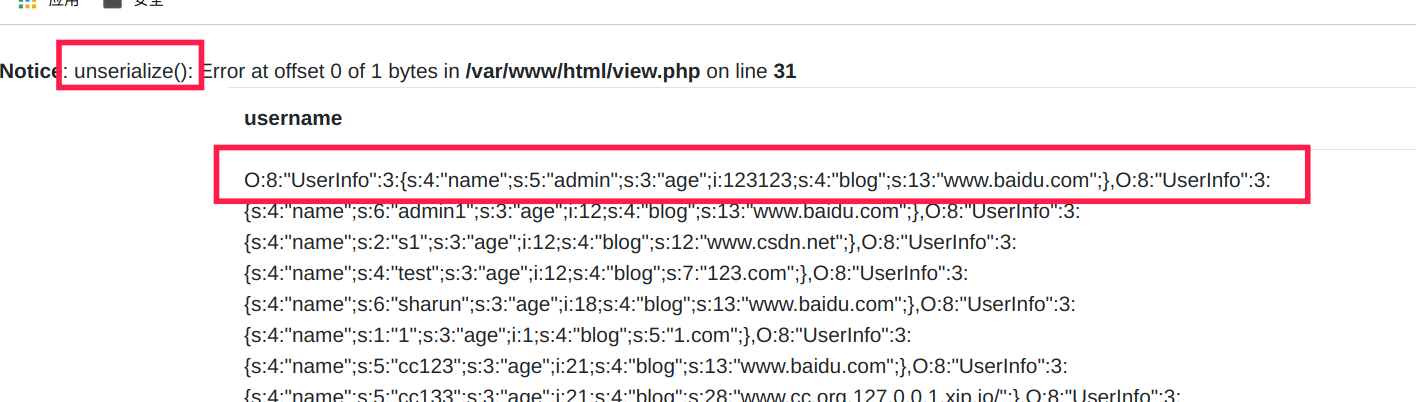 应用 安全
Notice: unserialize(): Error at offset 0 of 1 bytes in /var/www/html/view.php on line 31
username
O:8:"UserInfo":3:{s:4:"name";s:5:"admin";s:3:"age";i:123123;s:4:"blog";s:13:"www.baidu.com";},O:8:"UserInfo":3:
{s:4:"name";s:6:"admin1";s:3:"age";i:12;s:4:"blog";s:13:"www.baidu.com";},O:8:"UserInfo":3:
{s:4:"name";s:2:"s1";s:3:"age";i:12;s:4:"blog";s:12:"www.csdn.net";},O:8:"UserInfo":3:
{s:4:"name";s:4:"test";s:3:"age";i:12;s:4:"blog";s:7:"123.com";},O:8:"UserInfo":3:
{s:4:"name";s:6:"sharun";s:3:"age";i:18;s:4:"blog";s:13:"www.baidu.com";},O:8:"UserInfo":3:
{s:4:"name";s:1:"1";s:3:"age";i:1;s:4:"blog";s:5:"1.com";},O:8:"UserInfo":3:
{s:4:"name";s:5:"cc123";s:3:"age";i:21;s:4:"blog";s:13:"www.baidu.com";},O:8:"UserInfo":3:
{s:4:"name";s:5:"cc133";s:3:"age";i:21;s:4:"blog";s:28:"www.cc.org.127.0.0.1.xip.io/";},O:8:"UserInfo":3: